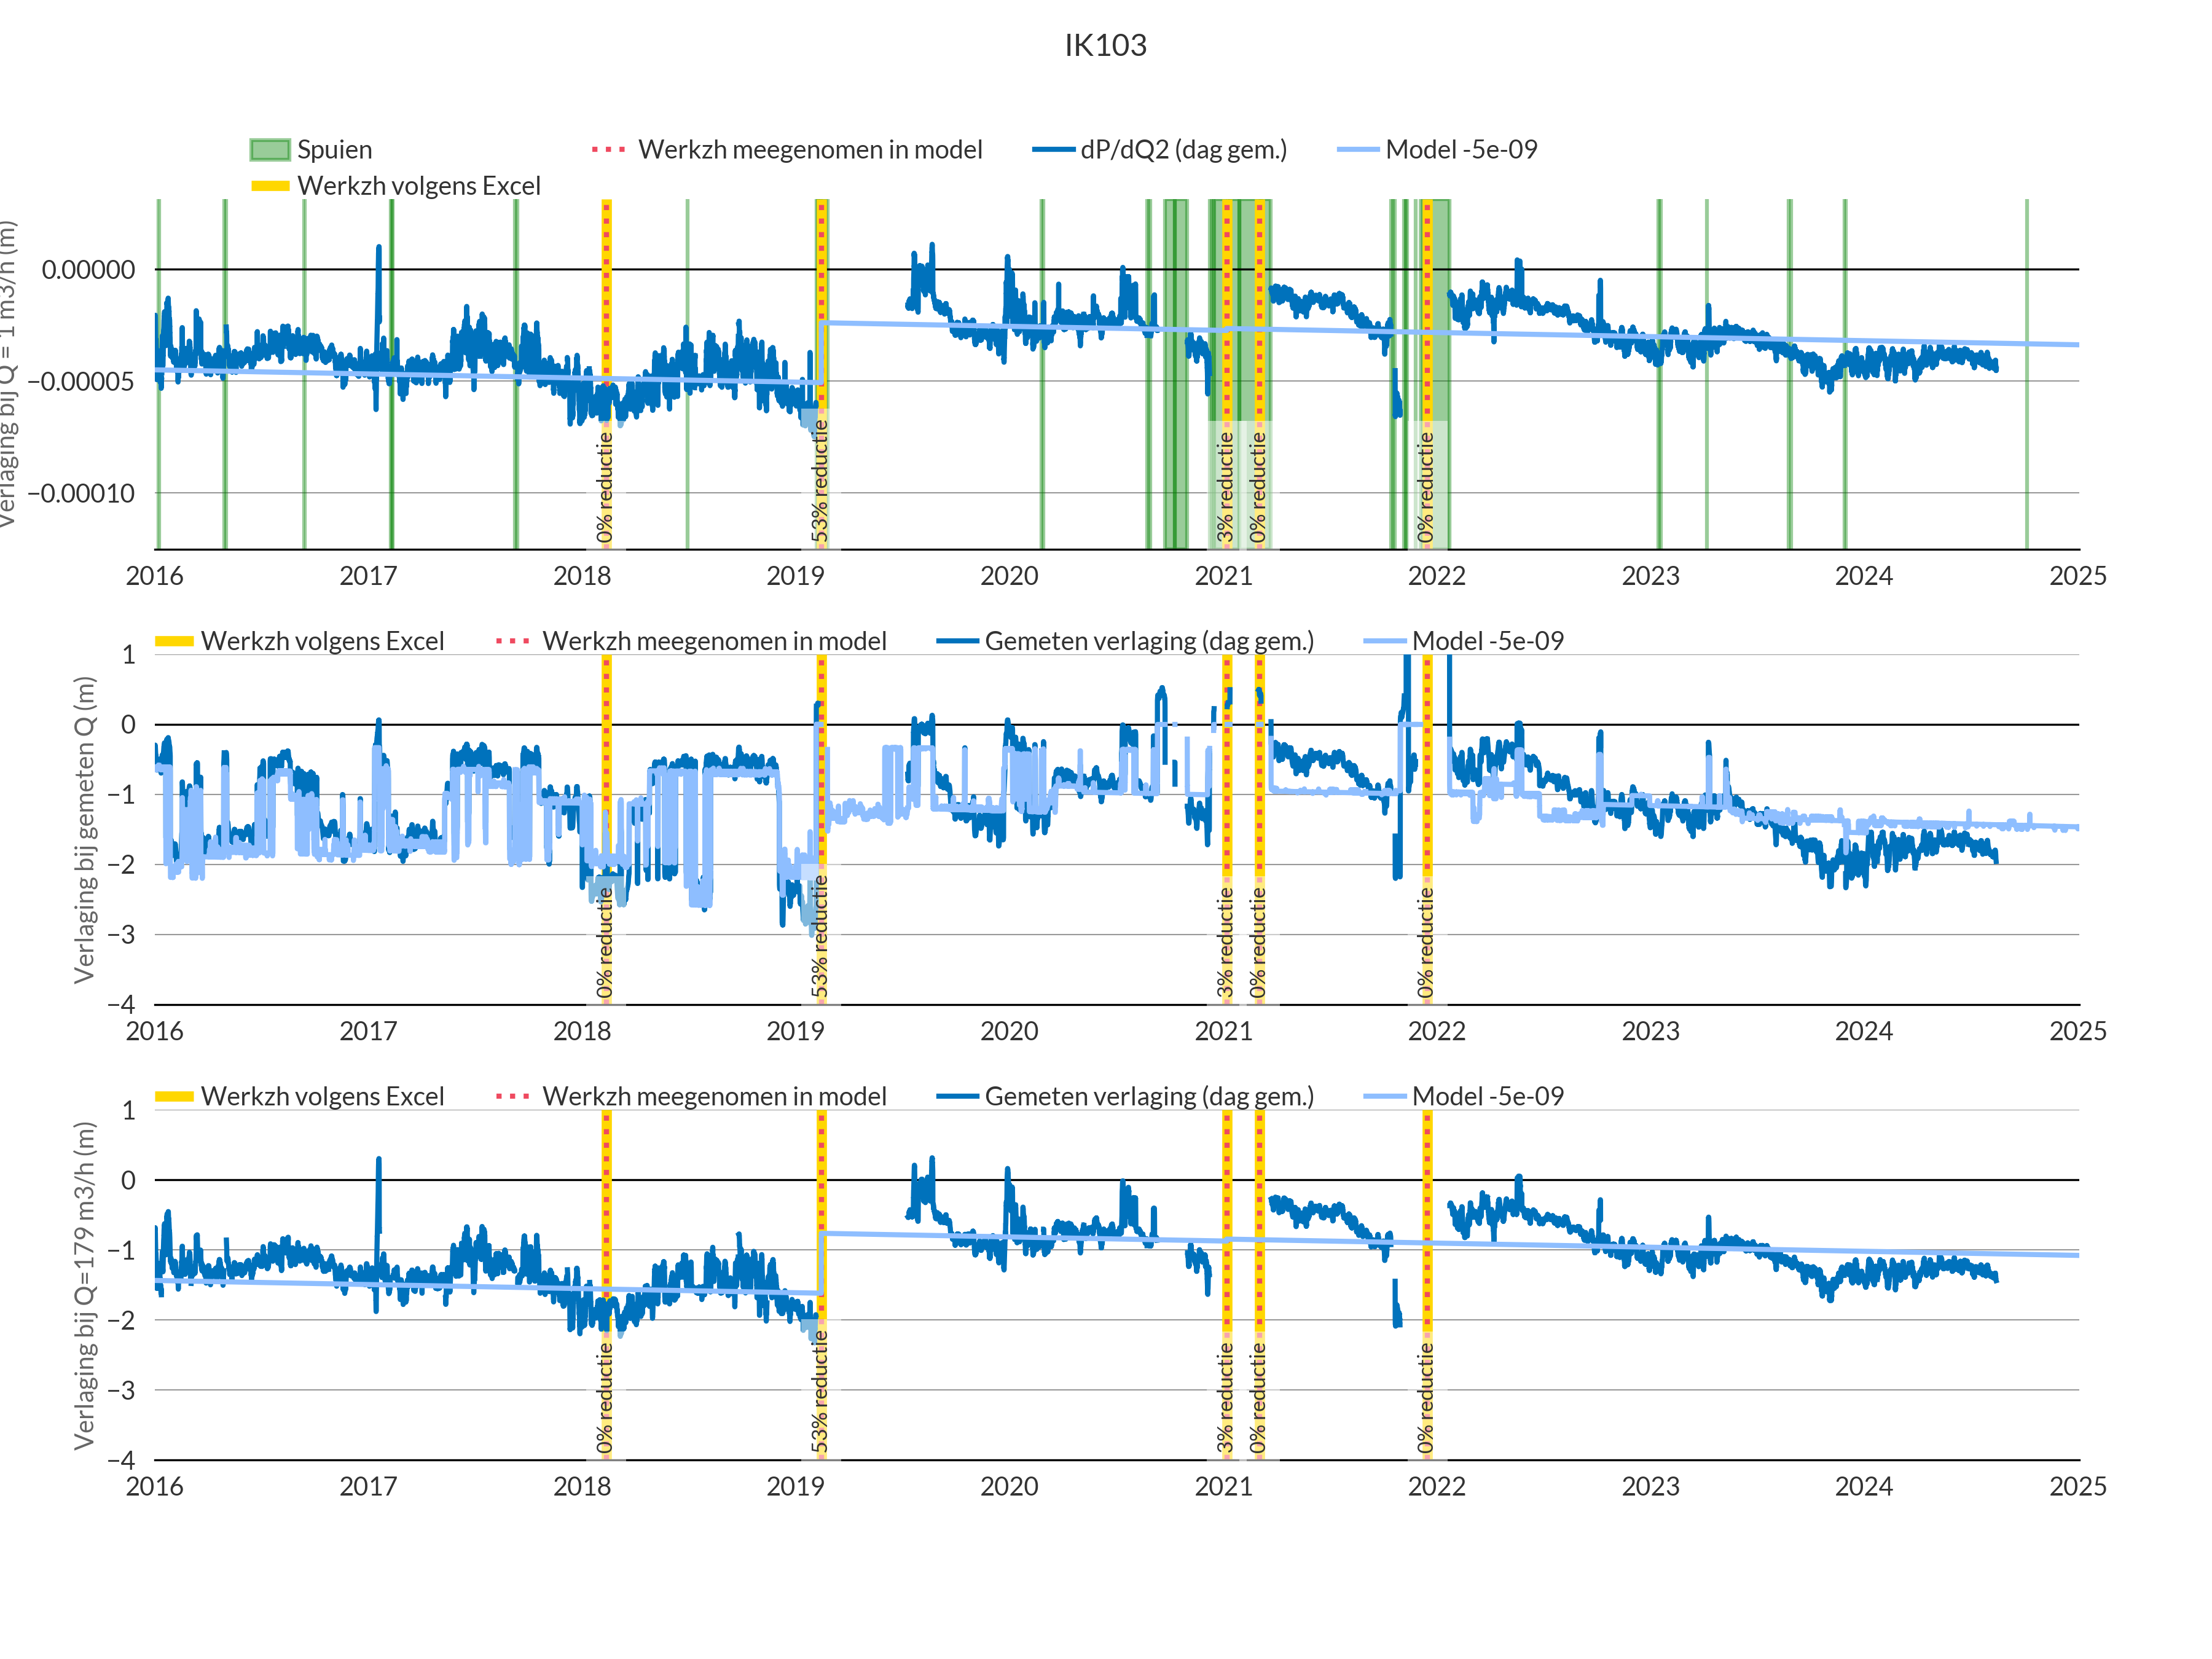 IK103
Spuien
Werkzh meegenomen in model
dP/dQ2 (dag gem.)
Model -5e-09
Werkzh volgens Excel
Verlaging bij Q = 1 m3/h (m)
0.00000
−0.00005
−0.00010
0% reductie
53% reductie
3% reductie
0% reductie
0% reductie
2016 2017 2018 2019 2020 2021 2022 2023 2024 2025
Werkzh volgens Excel
Werkzh meegenomen in model
Gemeten verlaging (dag gem.)
Model -5e-09
Verlaging bij gemeten Q (m)
1
0
−1
−2
−3
−4
0% reductie
53% reductie
3% reductie
0% reductie
0% reductie
2016 2017 2018 2019 2020 2021 2022 2023 2024 2025
Werkzh volgens Excel
Werkzh meegenomen in model
Gemeten verlaging (dag gem.)
Model -5e-09
Verlaging bij Q=179 m3/h (m)
1
0
−1
−2
−3
−4
0% reductie
53% reductie
3% reductie
0% reductie
0% reductie
2016 2017 2018 2019 2020 2021 2022 2023 2024 2025